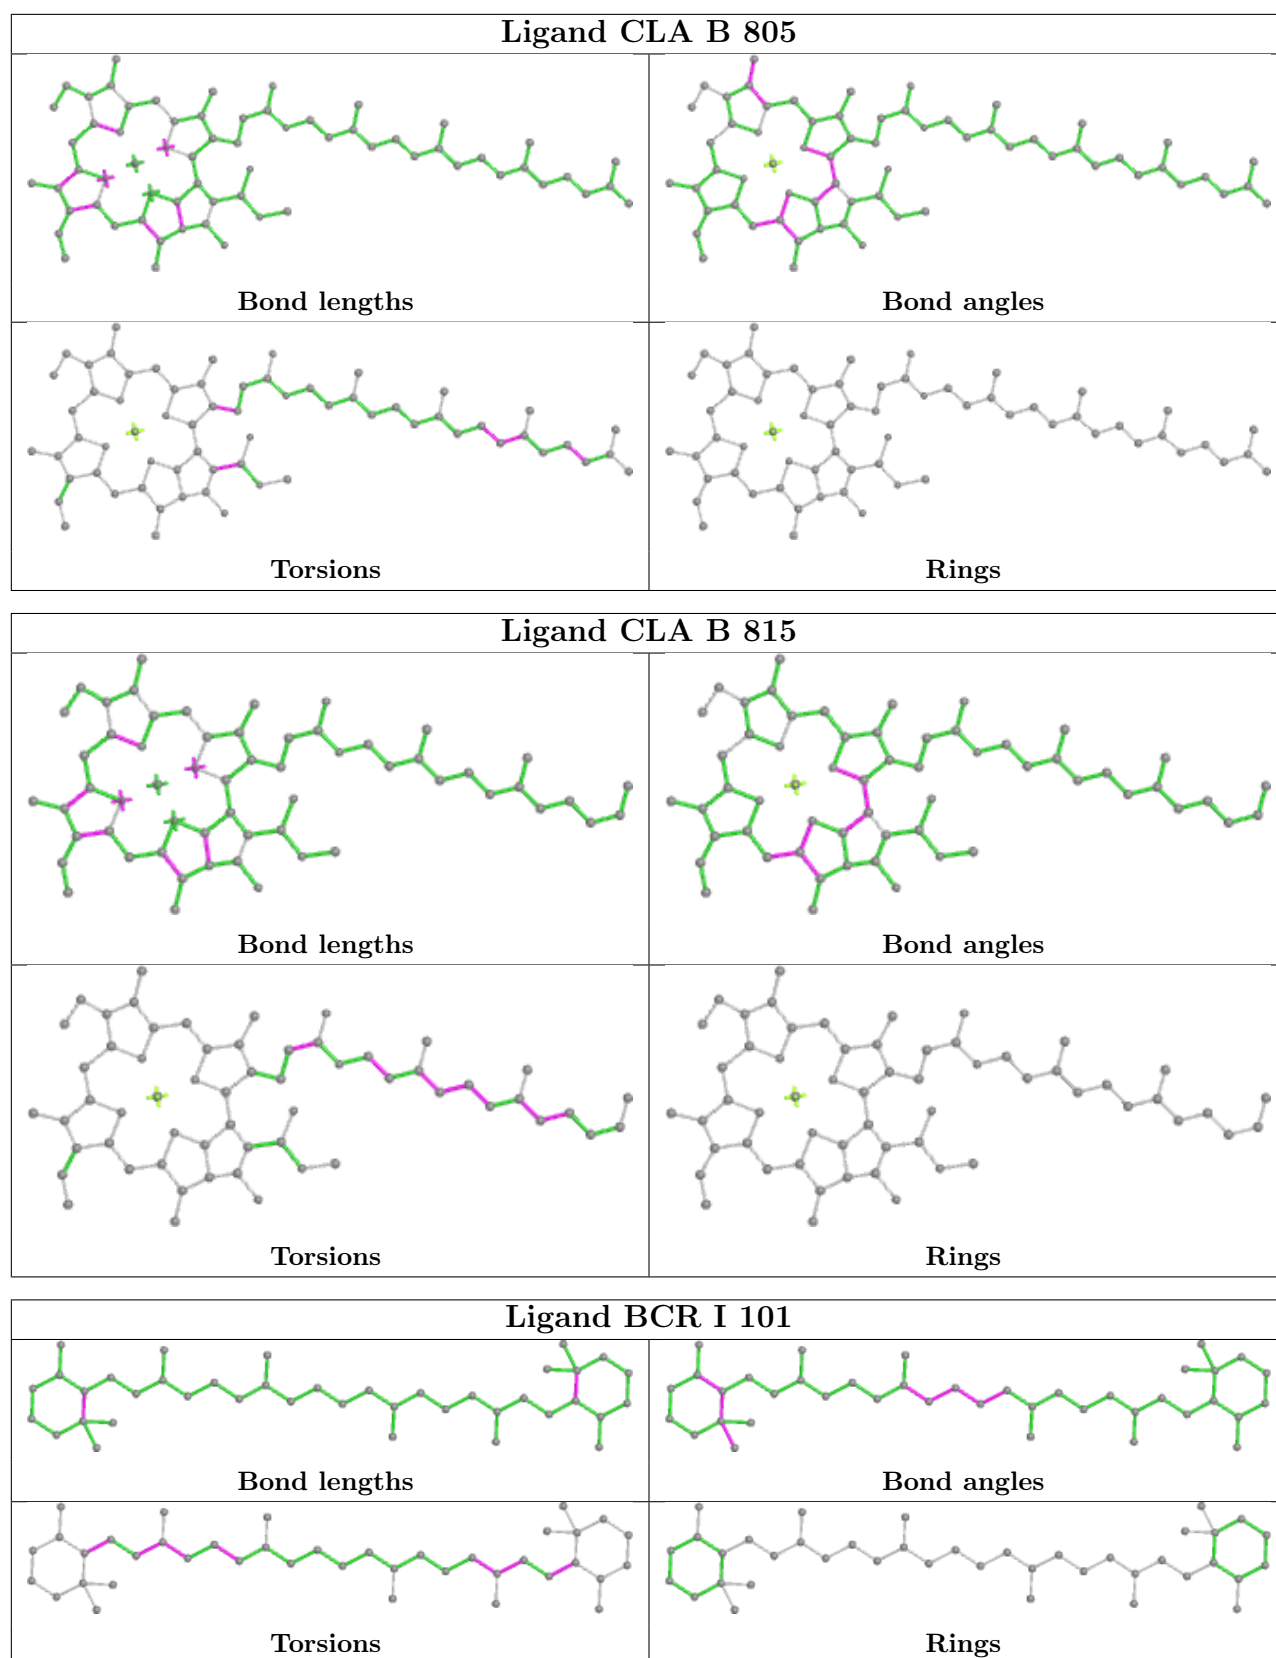 Ligand CLA B 805
Bond lengths
Bond angles
Torsions
Rings
Ligand CLA B 815
Bond lengths
Bond angles
Torsions
Rings
Ligand BCR I 101
Bond lengths
Bond angles
Torsions
Rings